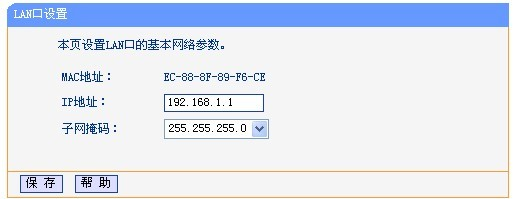 LAN口设置
本页设置LAN口的基本网络参数。
MAC地址： EC-88-8F-89-F6-CE
IP地址： 192.168.1.1
子网掩码： 255.255.255.0
保 存 帮 助